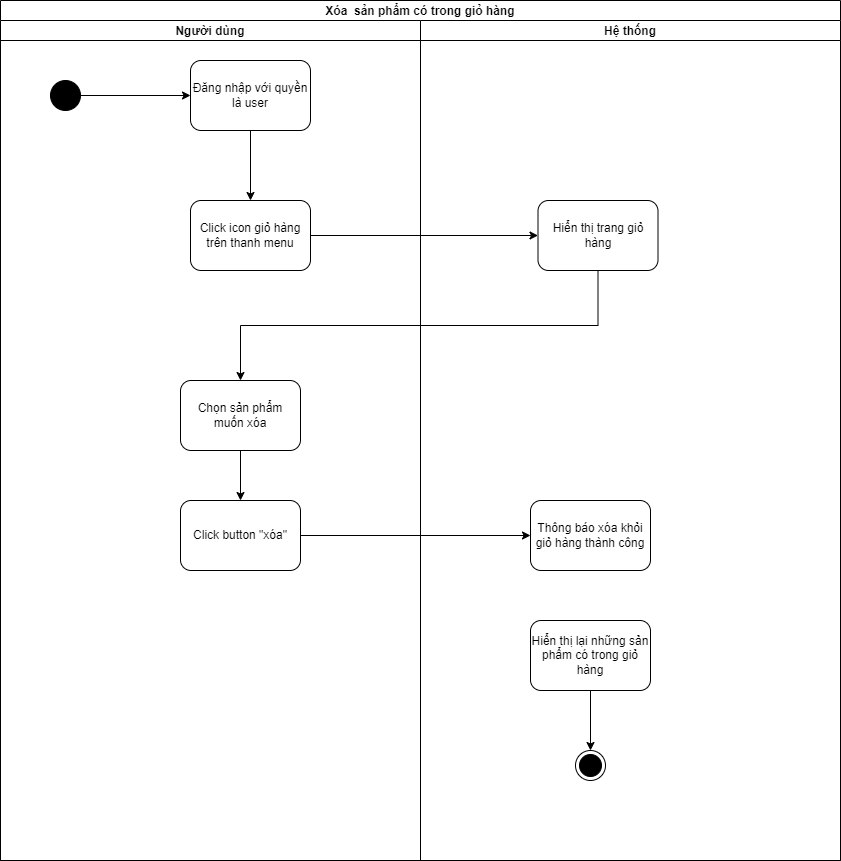 Xóa  sản phẩm có trong giỏ hàng
Người dùng
Hệ thống
Đăng nhập với quyền
là user
Click icon giỏ hàng
trên thanh menu
Hiển thị trang giỏ
hàng
Chọn sản phẩm
muốn xóa
Click button "xóa"
Thông báo xóa khỏi
giỏ hàng thành công
Hiển thị lại những sản
phẩm có trong giỏ
hàng